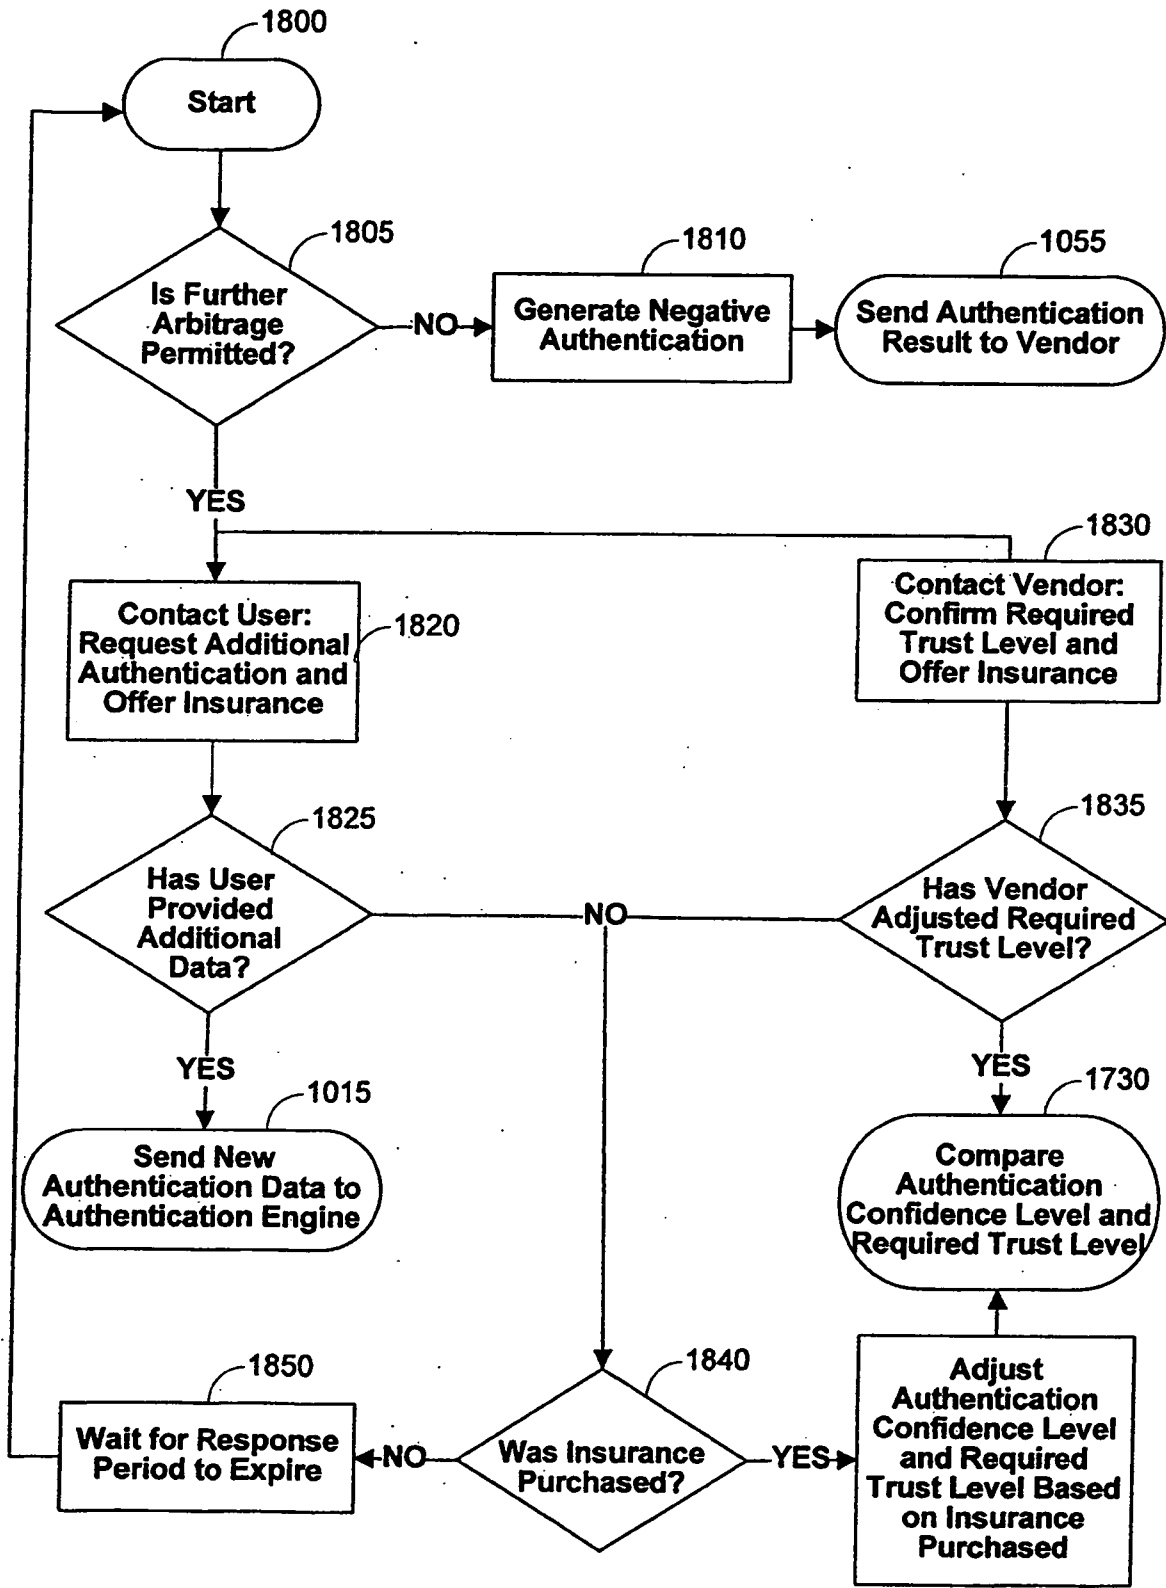 1800
Start
1805
Is Further
Arbitrage
Permitted?
NO
1810
Generate Negative
Authentication
1055
Send Authentication
Result to Vendor
YES
1820
Contact User:
Request Additional
Authentication and
Offer Insurance
1830
Contact Vendor:
Confirm Required
Trust Level and
Offer Insurance
1825
Has User
Provided
Additional
Data?
NO
1835
Has Vendor
Adjusted Required
Trust Level?
YES
1015
Send New
Authentication Data to
Authentication Engine
YES
1730
Compare
Authentication
Confidence Level and
Required Trust Level
1850
Wait for Response
Period to Expire
NO
1840
Was Insurance
Purchased?
YES
Adjust
Authentication
Confidence Level
and Required
Trust Level Based
on Insurance
Purchased